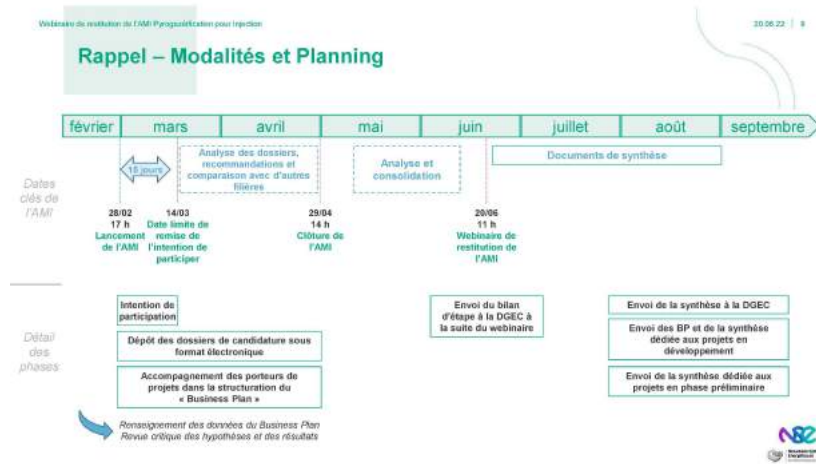 Webinaire de restitution de l'AMI Pyrogazéification pour Injection
20.06.22 | 8
Rappel – Modalités et Planning
février
mars
avril
mai
juin
juillet
août
septembre
Dates
clés de
l'AMI
15 jours
Analyse des dossiers,
recommandations et
comparaison avec d'autres
filières
Analyse et
consolidation
Documents de synthèse
28/02
17 h
Lancement
de l'AMI
14/03
Date limite de
remise de
l'intention de
participer
29/04
14 h
Clôture de
l'AMI
20/06
11 h
Webinaire de
restitution de
l'AMI
Détail
des
phases
Intention de
participation
Dépôt des dossiers de candidature sous
format électronique
Accompagnement des porteurs de
projets dans la structuration du
« Business Plan »
Renseignement des données du Business Plan
Revue critique des hypothèses et des résultats
Envoi du bilan
d'étape à la DGEC à
la suite du webinaire
Envoi de la synthèse à la DGEC
Envoi des BP et de la synthèse
dédiée aux projets en
développement
Envoi de la synthèse dédiée aux
projets en phase préliminaire